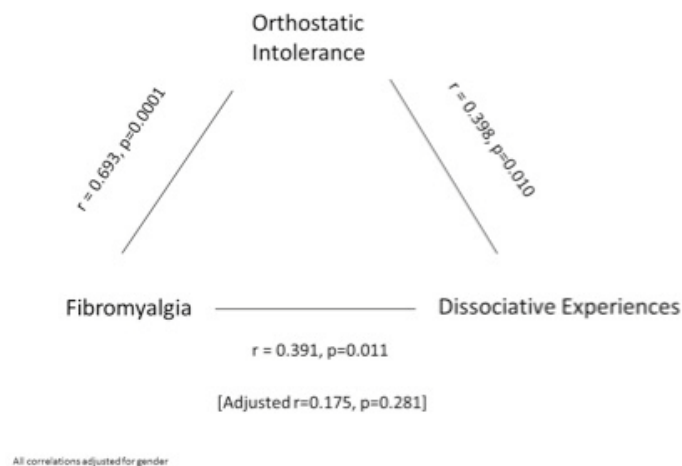 Orthostatic
Intolerance
r = 0.693, p=0.0001
r = 0.398, p=0.010
Fibromyalgia
Dissociative Experiences
r = 0.391, p=0.011
[Adjusted r=0.175, p=0.281]
All correlations adjusted for gender